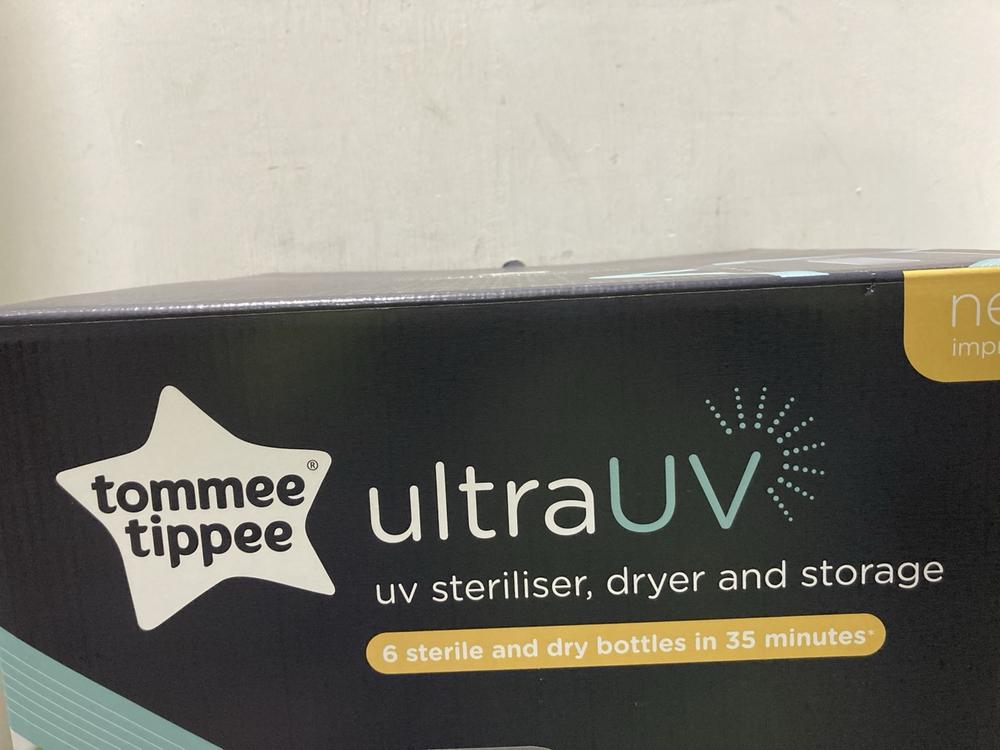 tommee®
tippee
ultraUV
uv steriliser, dryer and storage
6 sterile and dry bottles in 35 minutes*